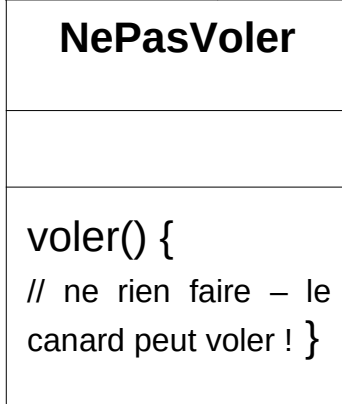 NePasVoler
voler() {
// ne rien faire – le
canard peut voler ! }